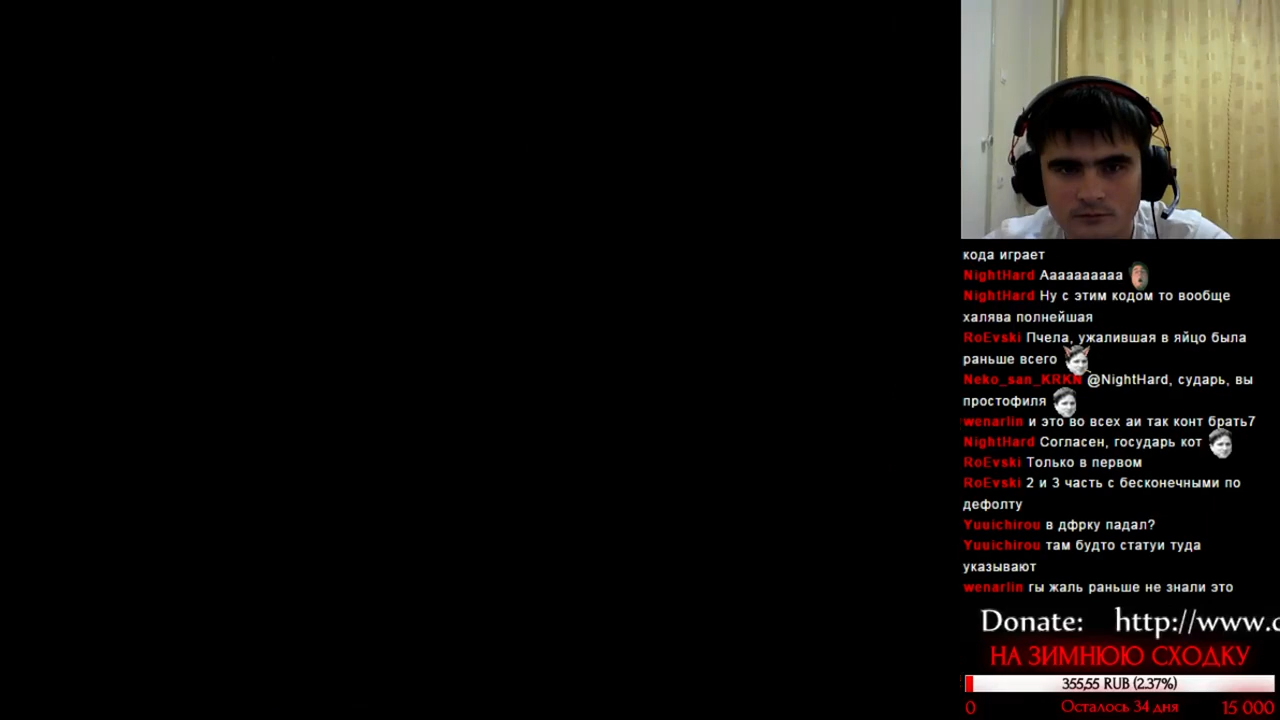 кода играет
NightHard Аааааааааа
NightHard Ну с этим кодом то вообще
халява полнейшая
RoEvski Пчела, ужалившая в яйцо была
раньше всего
Neko_san_KRKN @NightHard, сударь, вы
простофиля
wenarlin и это во всех аи так конт брать7
NightHard Согласен, государь кот
RoEvski Только в первом
RoEvski 2 и 3 часть с бесконечными по
дефолту
Yuuichirou в дфрку падал?
Yuuichirou там будто статуи туда
указывают
wenarlin гы жаль раньше не знали это
Donate: http://www.
НА ЗИМНЮЮ СХОДКУ
355,55 RUB (2.37%)
0 Осталось 34 дня 15 000